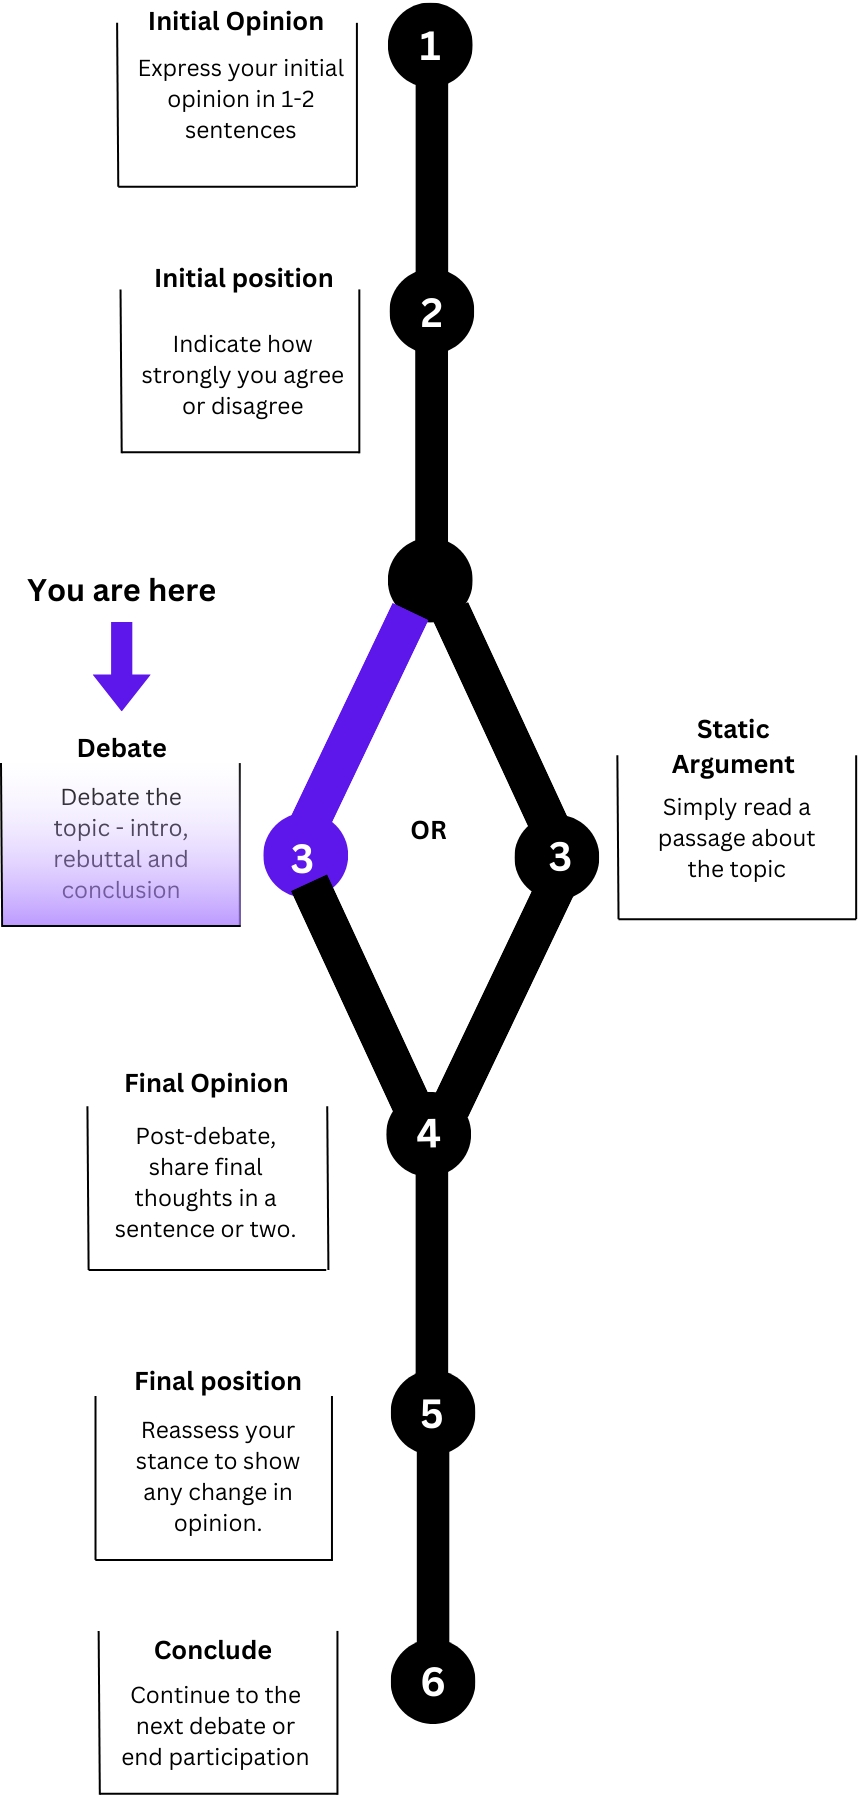 Initial Opinion
Express your initial
opinion in 1-2
sentences
1
Initial position
Indicate how
strongly you agree
or disagree
2
You are here
Debate
Debate the
topic - intro,
rebuttal and
conclusion
3
OR
3
Static
Argument
Simply read a
passage about
the topic
Final Opinion
Post-debate,
share final
thoughts in a
sentence or two.
4
Final position
Reassess your
stance to show
any change in
opinion.
5
Conclude
Continue to the
next debate or
end participation
6